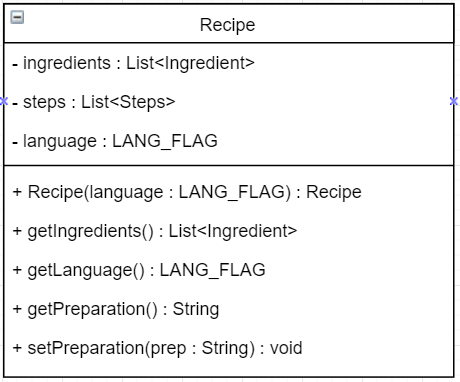 Recipe
- ingredients : List<Ingredient>
- steps : List<Steps>
- language : LANG_FLAG
+ Recipe(language : LANG_FLAG) : Recipe
+ getIngredients() : List<Ingredient>
+ getLanguage() : LANG_FLAG
+ getPreparation() : String
+ setPreparation(prep : String) : void